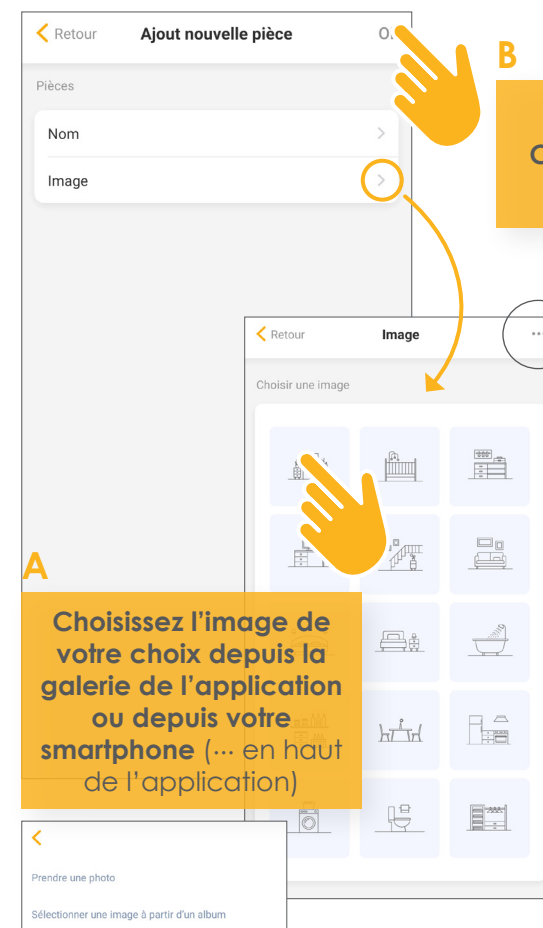 Retour
Ajout nouvelle pièce
B
Pièces
Nom
Image
Retour
Image
...
Choisir une image
A
Choisissez l'image de
votre choix depuis la
galerie de l'application
ou depuis votre
smartphone (... en haut
de l'application)
Prendre une photo
Sélectionner une image à partir d'un album